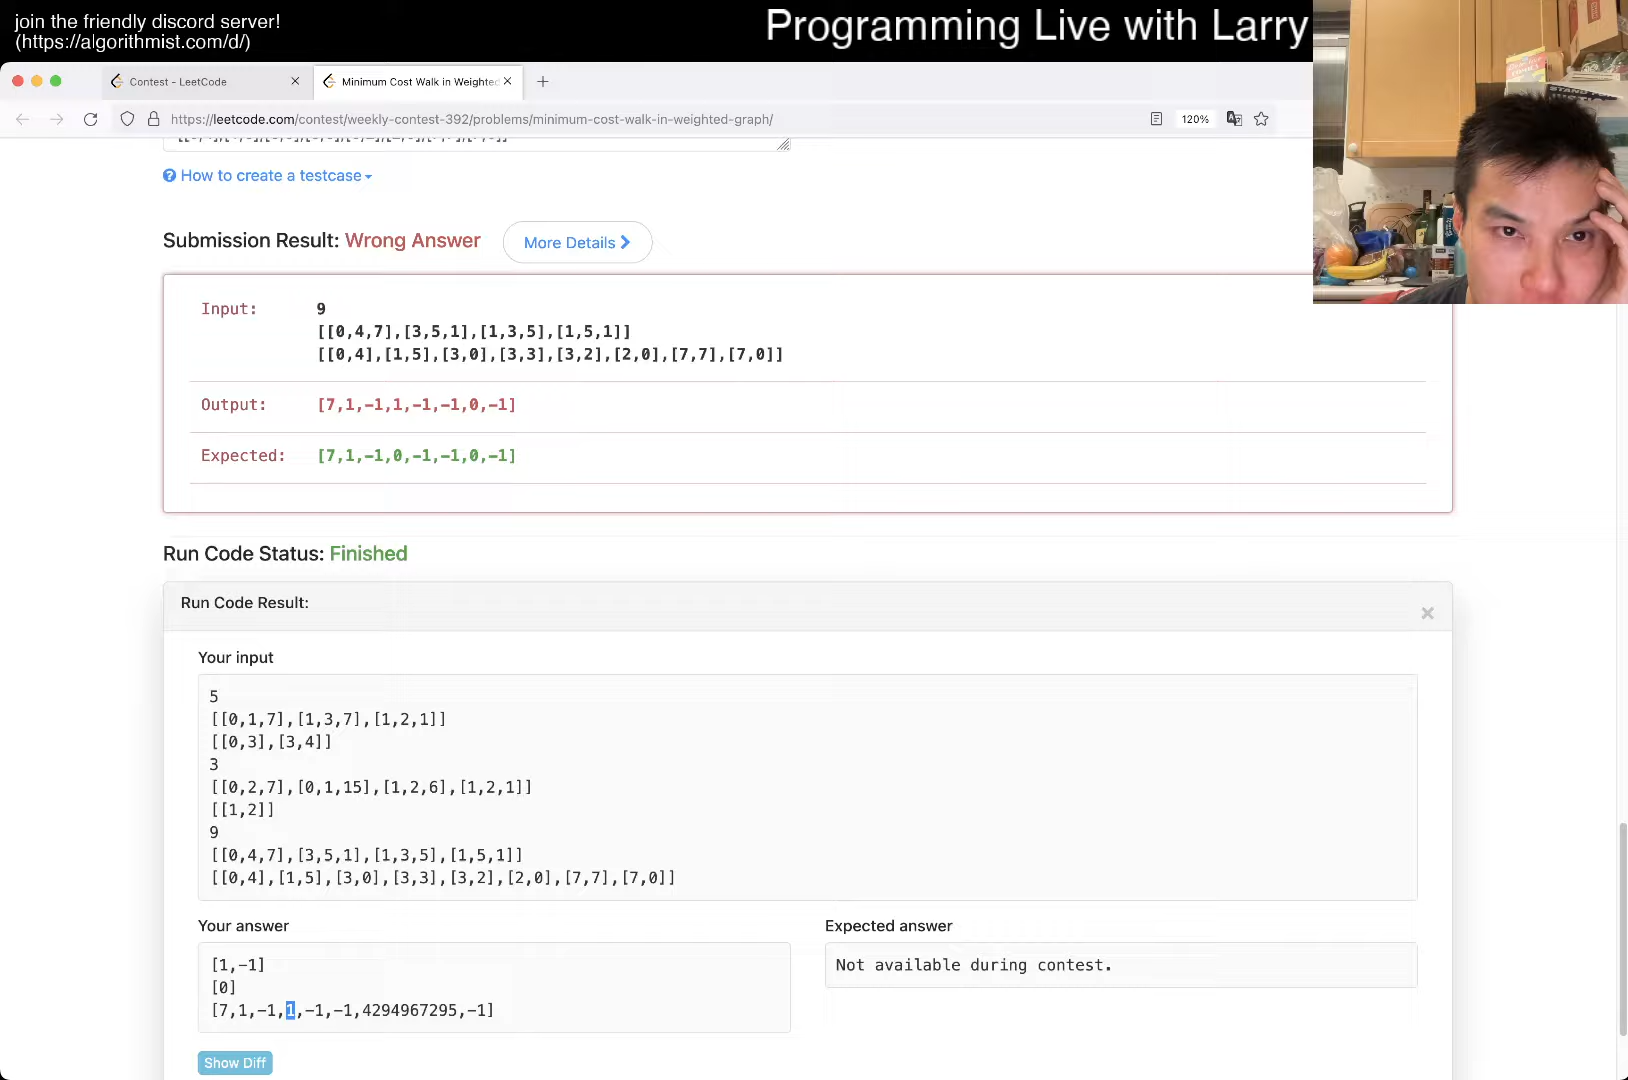 join the friendly discord server!
(https://algorithmist.com/d/)
Programming Live with Larry
Contest - LeetCode
Minimum Cost Walk in Weighted
https://leetcode.com/contest/weekly-contest-392/problems/minimum-cost-walk-in-weighted-graph/
120%
How to create a testcase
Submission Result: Wrong Answer
More Details
Input:
9
[[0,4,7],[3,5,1],[1,3,5],[1,5,1]]
[[0,4],[1,5],[3,0],[3,3],[3,2],[2,0],[7,7],[7,0]]
Output:
[7,1,-1,1,-1,-1,0,-1]
Expected:
[7,1,-1,0,-1,-1,0,-1]
Run Code Status: Finished
Run Code Result:
×
Your input
5
[[0,1,7],[1,3,7],[1,2,1]]
[[0,3],[3,4]]
3
[[0,2,7],[0,1,15],[1,2,6],[1,2,1]]
[[1,2]]
9
[[0,4,7],[3,5,1],[1,3,5],[1,5,1]]
[[0,4],[1,5],[3,0],[3,3],[3,2],[2,0],[7,7],[7,0]]
Your answer
[1,-1]
[0]
[7,1,-1,1,-1,-1,4294967295,-1]
Expected answer
Not available during contest.
Show Diff